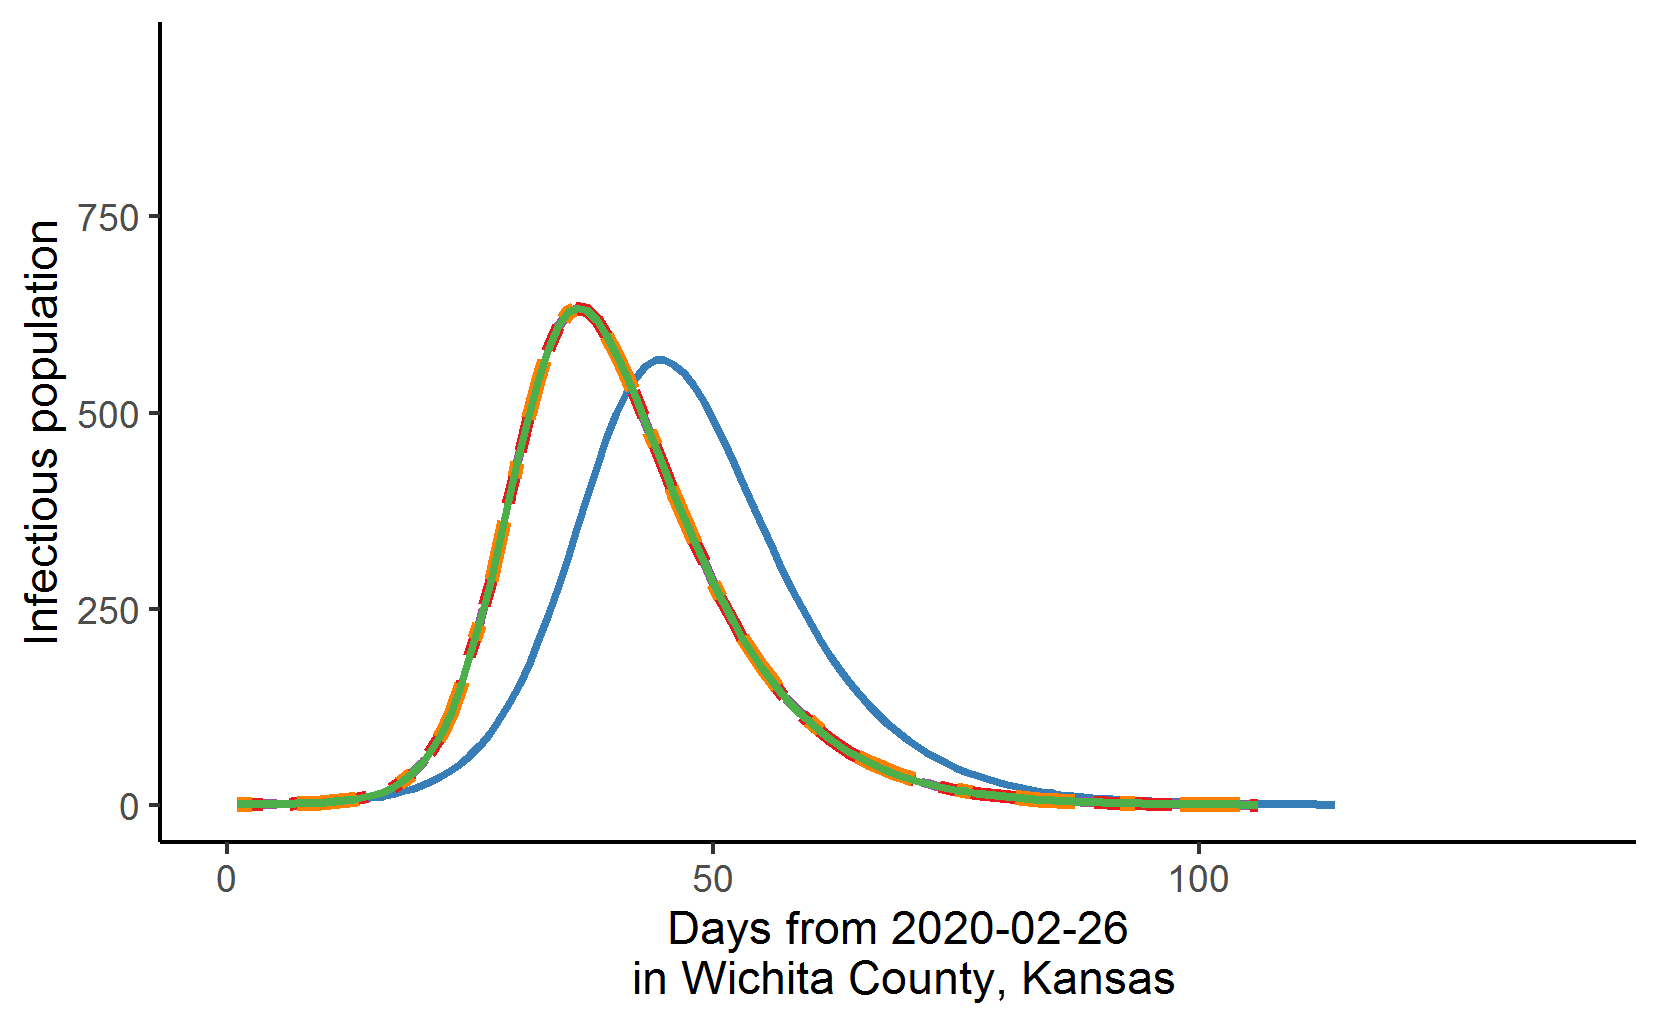 Infectious population
750
500
250
0
0 50 100
Days from 2020-02-26
in Wichita County, Kansas